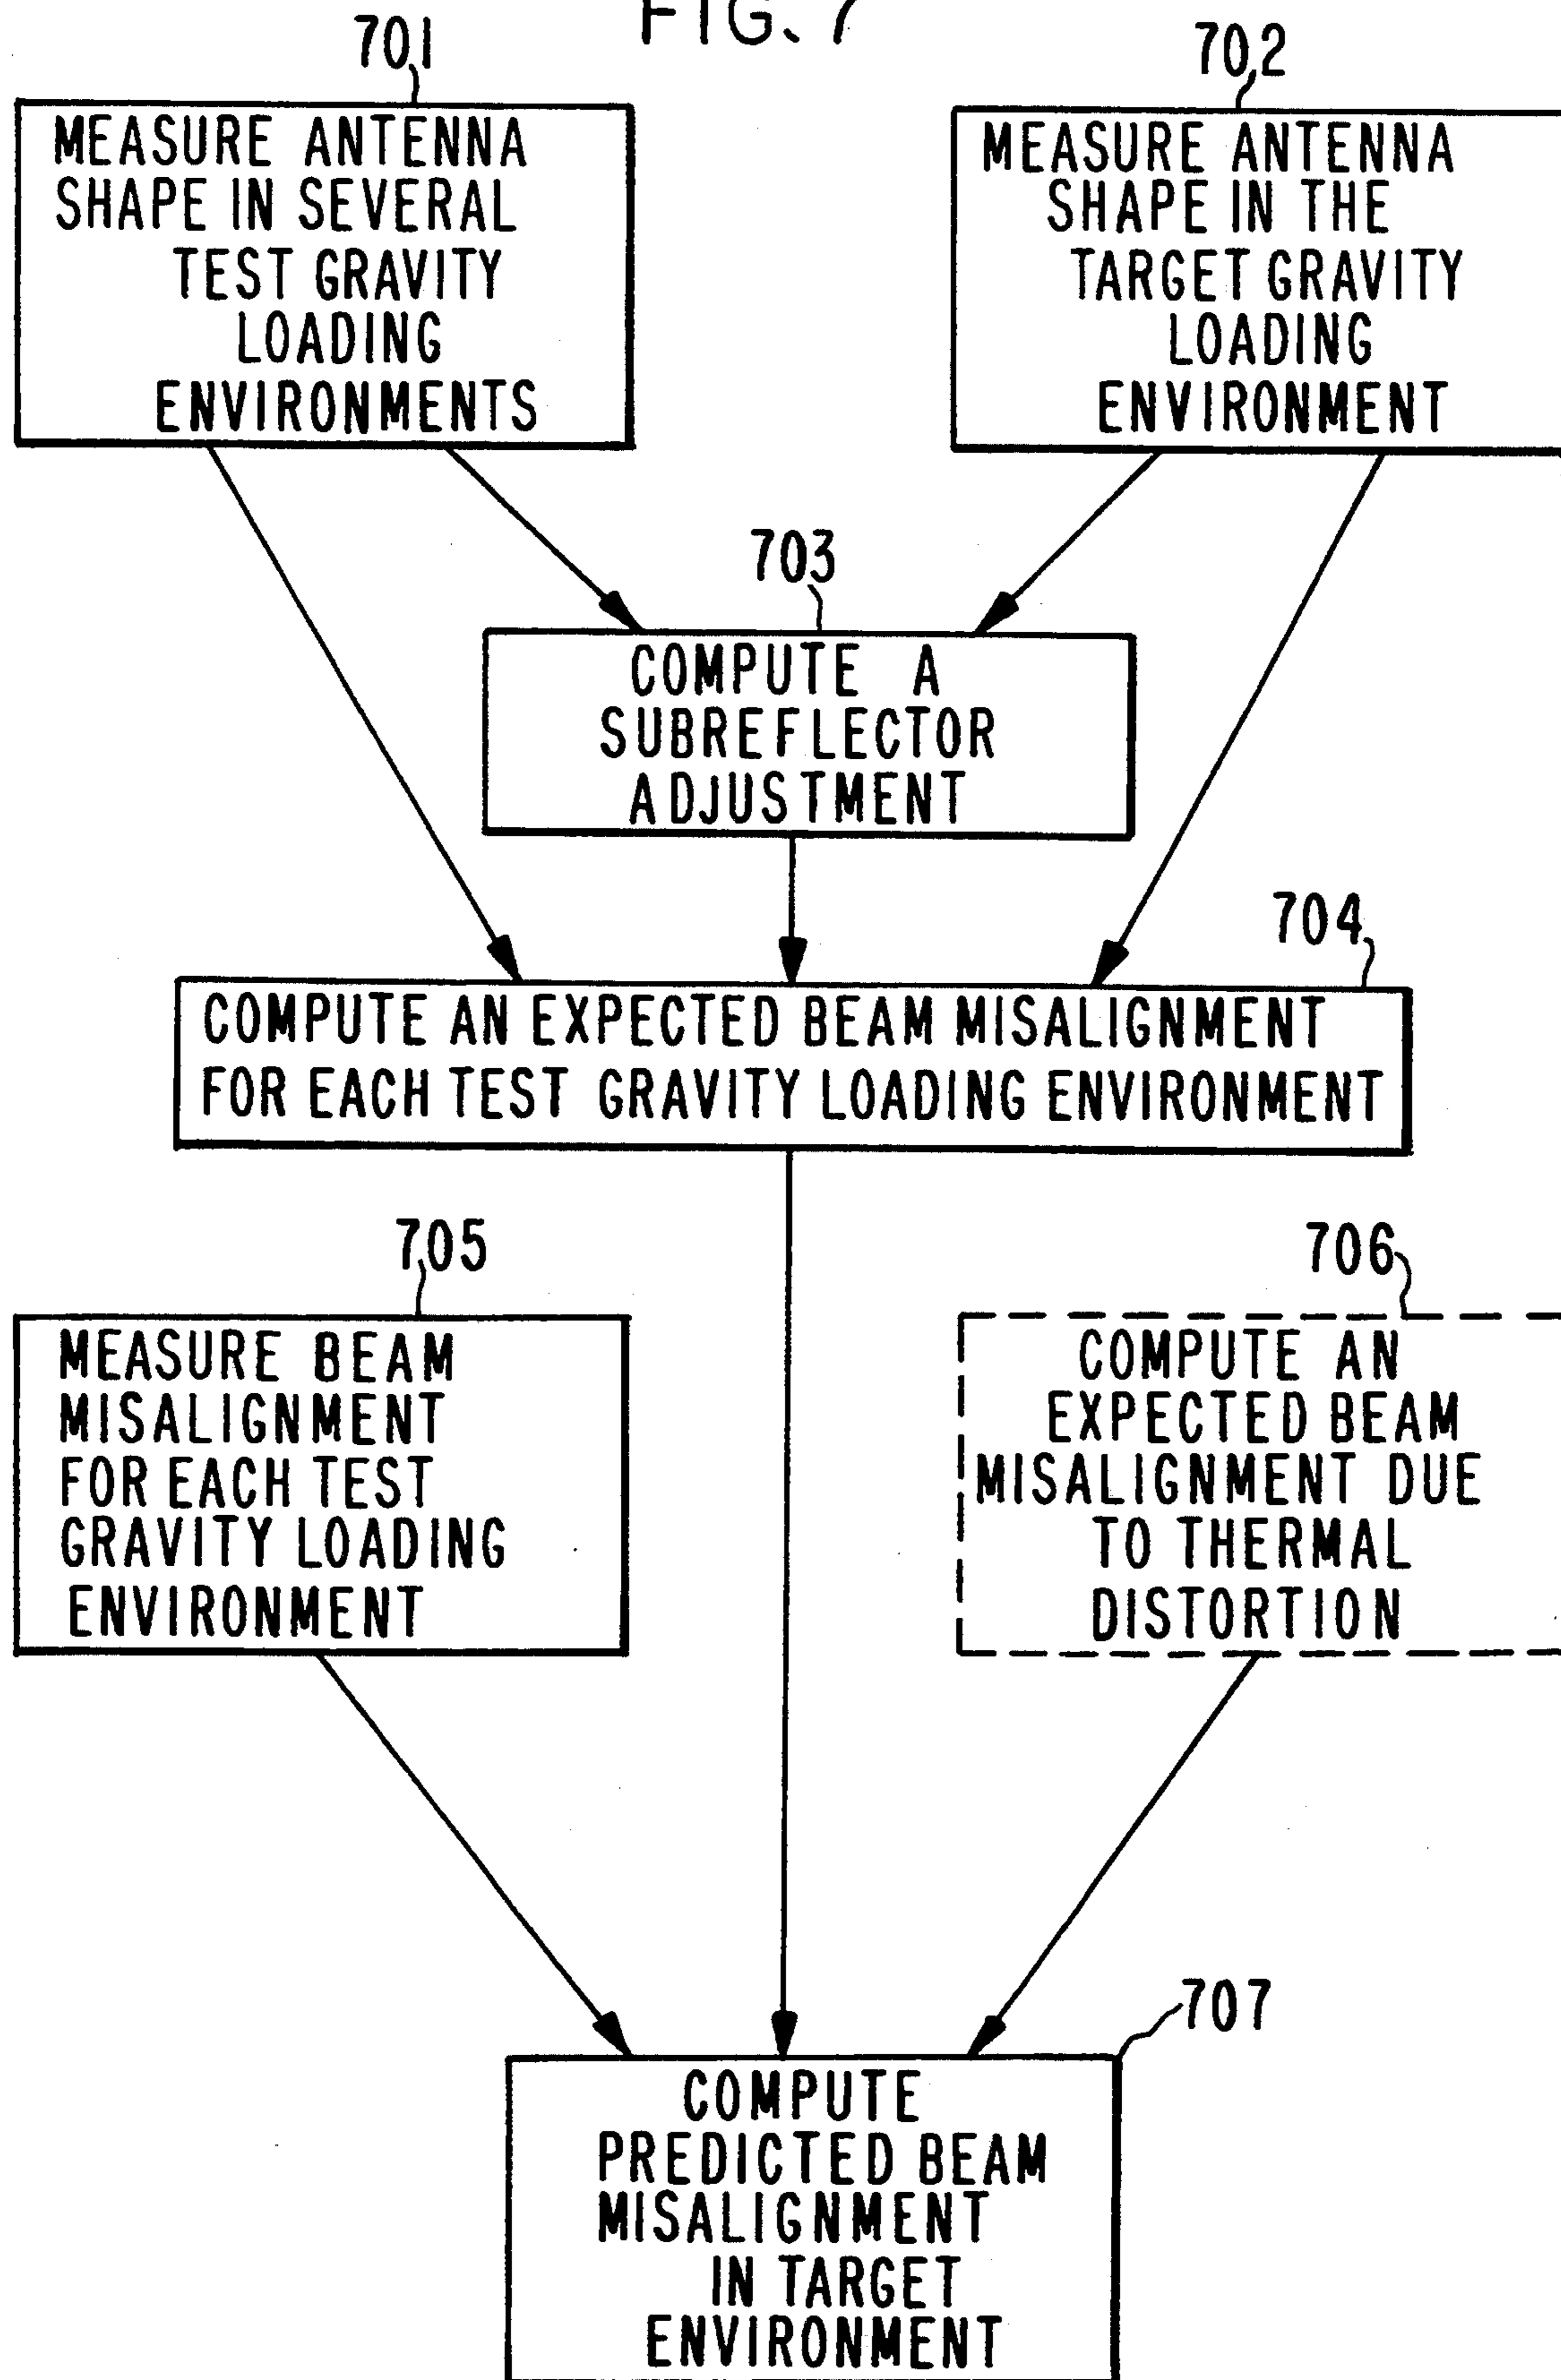 FIG. 7
701
MEASURE ANTENNA
SHAPE IN SEVERAL
TEST GRAVITY
LOADING
ENVIRONMENTS
702
MEASURE ANTENNA
SHAPE IN THE
TARGET GRAVITY
LOADING
ENVIRONMENT
703
COMPUTE A
SUBREFLECTOR
ADJUSTMENT
704
COMPUTE AN EXPECTED BEAM MISALIGNMENT
FOR EACH TEST GRAVITY LOADING ENVIRONMENT
705
MEASURE BEAM
MISALIGNMENT
FOR EACH TEST
GRAVITY LOADING
ENVIRONMENT
706
COMPUTE AN
EXPECTED BEAM
MISALIGNMENT DUE
TO THERMAL
DISTORTION
707
COMPUTE
PREDICTED BEAM
MISALIGNMENT
IN TARGET
ENVIRONMENT